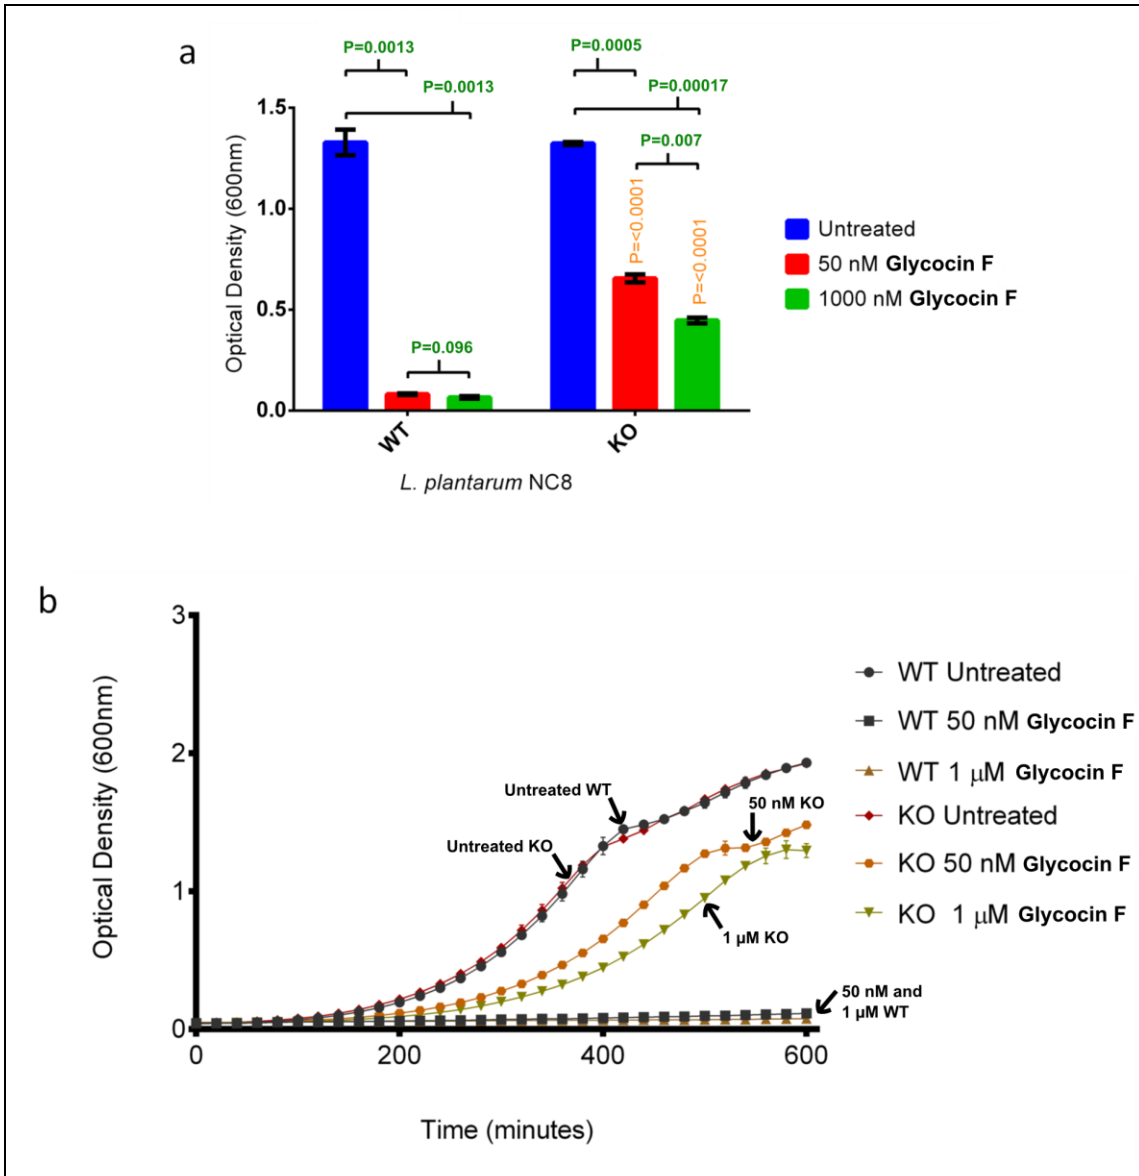 a
P=0.0013
P=0.0005
P=0.0013
P=0.00017
P=0.007
P=0.096
P=<0.0001
P=<0.0001
1.5
1.0
0.5
0.0
Optical Density (600nm)
WT
KO
L. plantarum NC8
Untreated
50 nM Glycocin F
1000 nM Glycocin F
b
3
2
1
0
Optical Density (600nm)
0
200
400
600
Time (minutes)
Untreated WT
Untreated KO
50 nM KO
1 µM KO
50 nM and
1 µM WT
WT Untreated
WT 50 nM Glycocin F
WT 1 µM Glycocin F
KO Untreated
KO 50 nM Glycocin F
KO 1 µM Glycocin F